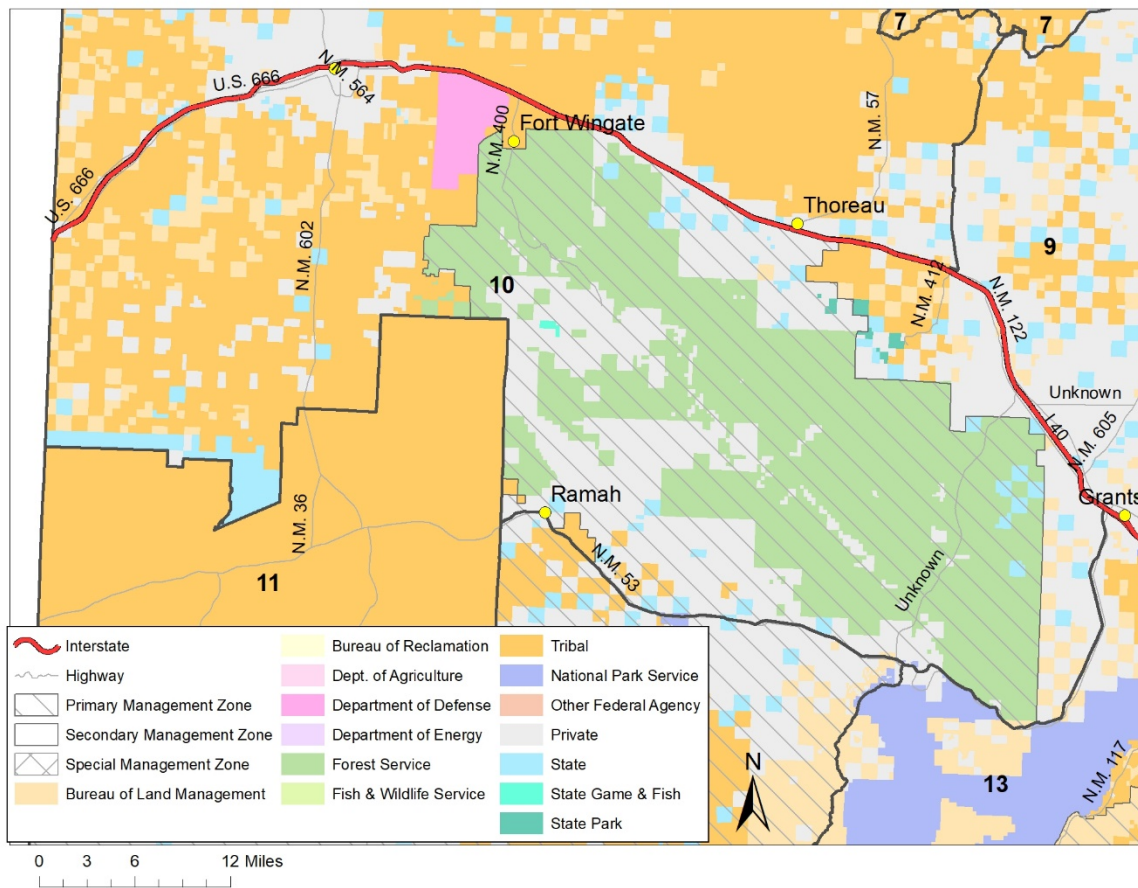 7
7
U.S. 666
N.M. 564
N.M. 400
Fort Wingate
N.M. 57
U.S. 666
N.M. 602
Thoreau
9
10
N.M. 412
N.M. 122
Unknown
I-40
N.M. 605
Ramah
Grants
N.M. 36
N.M. 53
Unknown
11
13
N.M. 117
N
Interstate
Highway
Primary Management Zone
Secondary Management Zone
Special Management Zone
Bureau of Land Management
Bureau of Reclamation
Dept. of Agriculture
Department of Defense
Department of Energy
Forest Service
Fish & Wildlife Service
Tribal
National Park Service
Other Federal Agency
Private
State
State Game & Fish
State Park
0 3 6 12 Miles